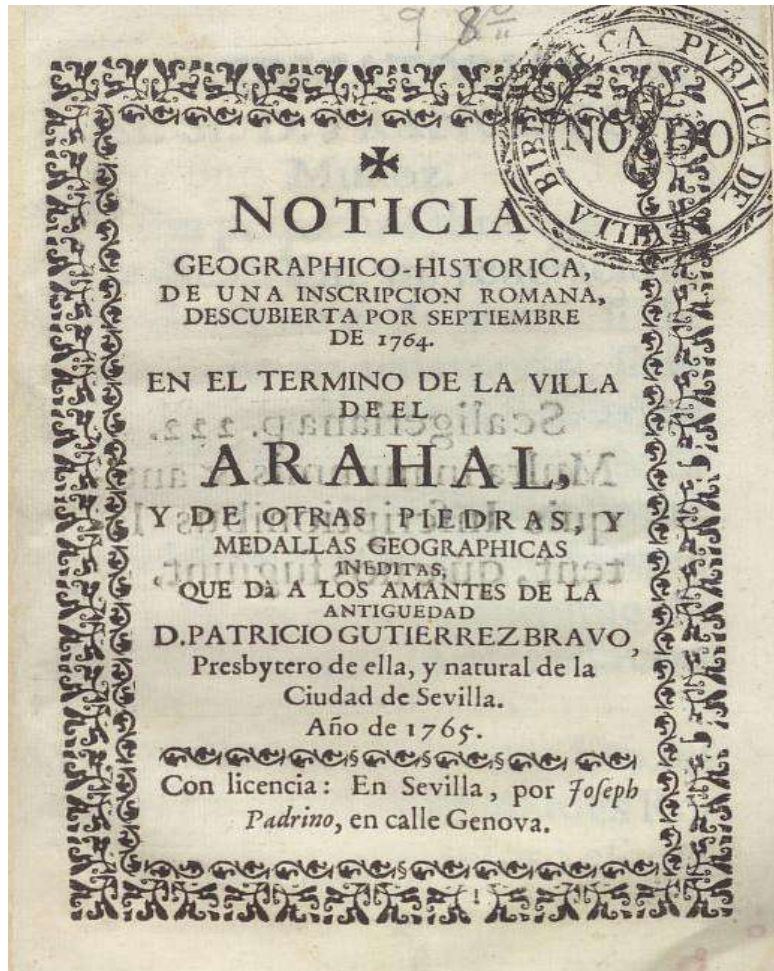 9 8
BIBLIOTECA PVBLICA DE SEVILLA
NO DO
✠
NOTICIA
GEOGRAPHICO-HISTORICA,
DE UNA INSCRIPCION ROMANA,
DESCUBIERTA POR SEPTIEMBRE
DE 1764.
EN EL TERMINO DE LA VILLA
DE EL
ARAHAL,
Y DE OTRAS PIEDRAS, Y
MEDALLAS GEOGRAPHICAS
INEDITAS,
QUE Dà A LOS AMANTES DE LA
ANTIGUEDAD
D. PATRICIO GUTIERREZ BRAVO,
Presbytero de ella, y natural de la
Ciudad de Sevilla.
Año de 1765.
Con licencia: En Sevilla, por Joseph
Padrino, en calle Genova.